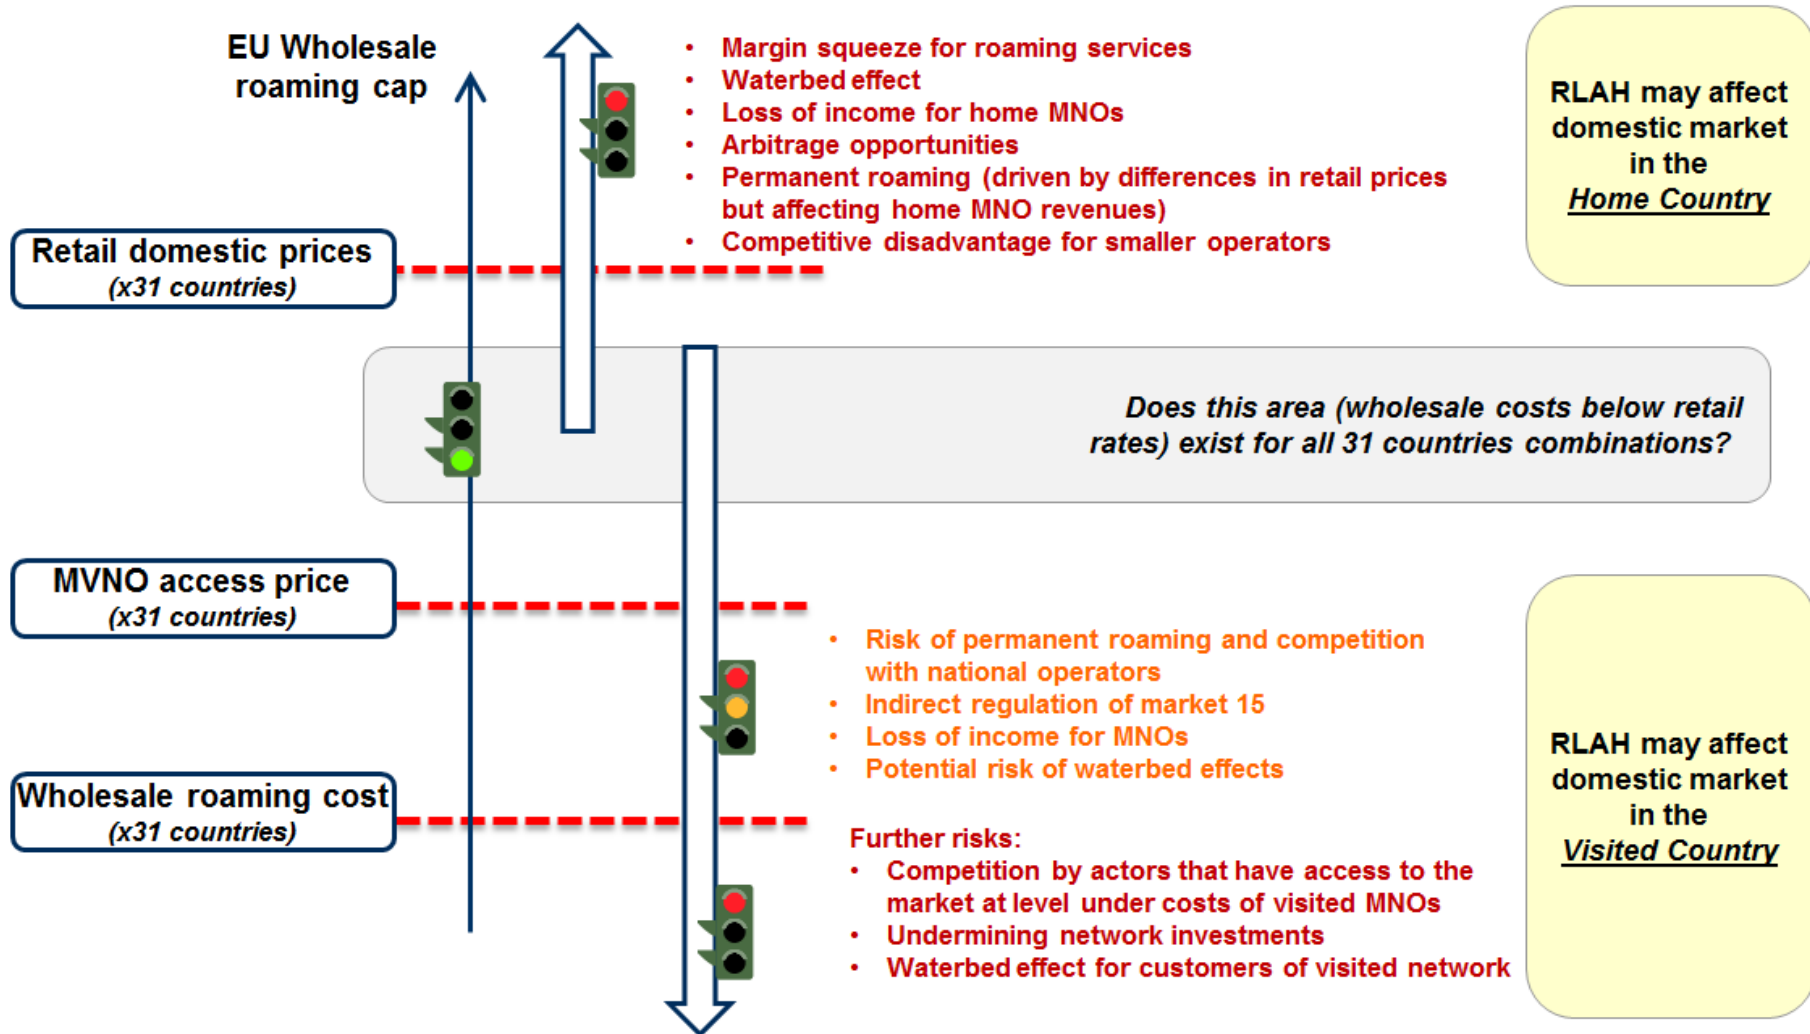 EU Wholesale
roaming cap
• Margin squeeze for roaming services
• Waterbed effect
• Loss of income for home MNOs
• Arbitrage opportunities
• Permanent roaming (driven by differences in retail prices
but affecting home MNO revenues)
• Competitive disadvantage for smaller operators
RLAH may affect
domestic market
in the
Home Country
Retail domestic prices
(x31 countries)
Does this area (wholesale costs below retail
rates) exist for all 31 countries combinations?
MVNO access price
(x31 countries)
• Risk of permanent roaming and competition
with national operators
• Indirect regulation of market 15
• Loss of income for MNOs
• Potential risk of waterbed effects
Wholesale roaming cost
(x31 countries)
Further risks:
• Competition by actors that have access to the
market at level under costs of visited MNOs
• Undermining network investments
• Waterbed effect for customers of visited network
RLAH may affect
domestic market
in the
Visited Country